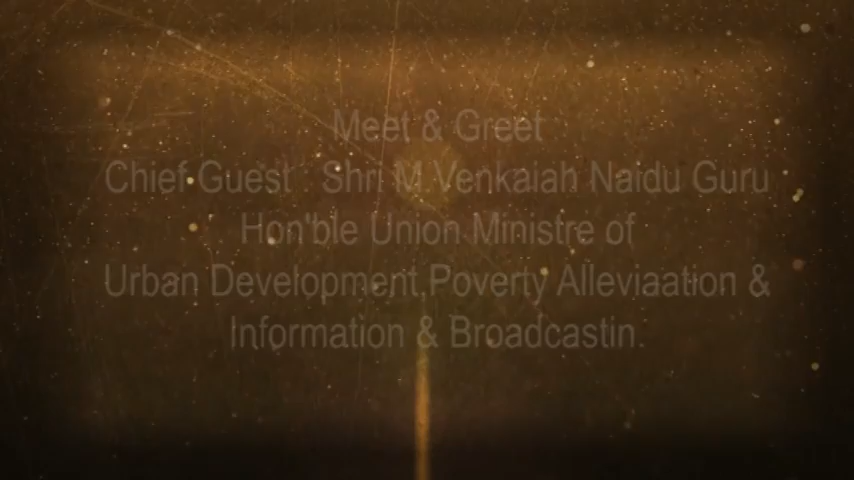 Meet & Greet
Chief Guest : Shri M.Venkaiah Naidu Guru
Hon'ble Union Ministre of
Urban Development,Poverty Alleviaation &
Information & Broadcastin.